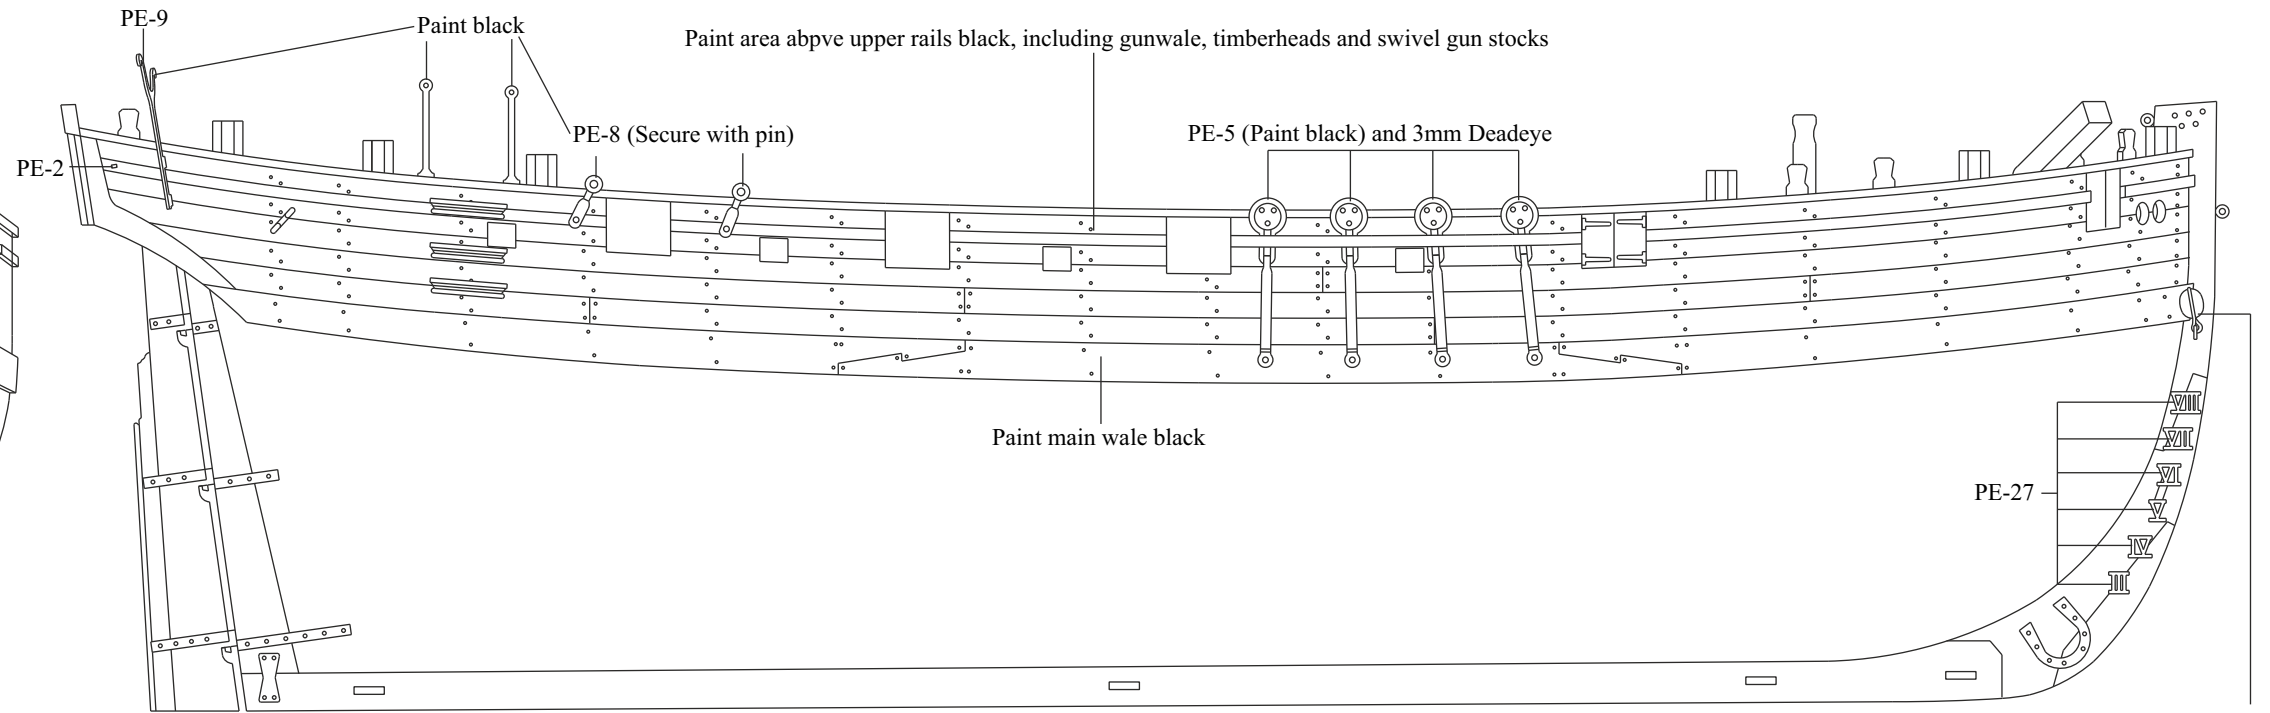 PE-9
Paint black
Paint area abpve upper rails black, including gunwale, timberheads and swivel gun stocks
PE-8 (Secure with pin)
PE-5 (Paint black) and 3mm Deadeye
PE-2
Paint main wale black
VIII
VII
VI
PE-27
V
IV
III